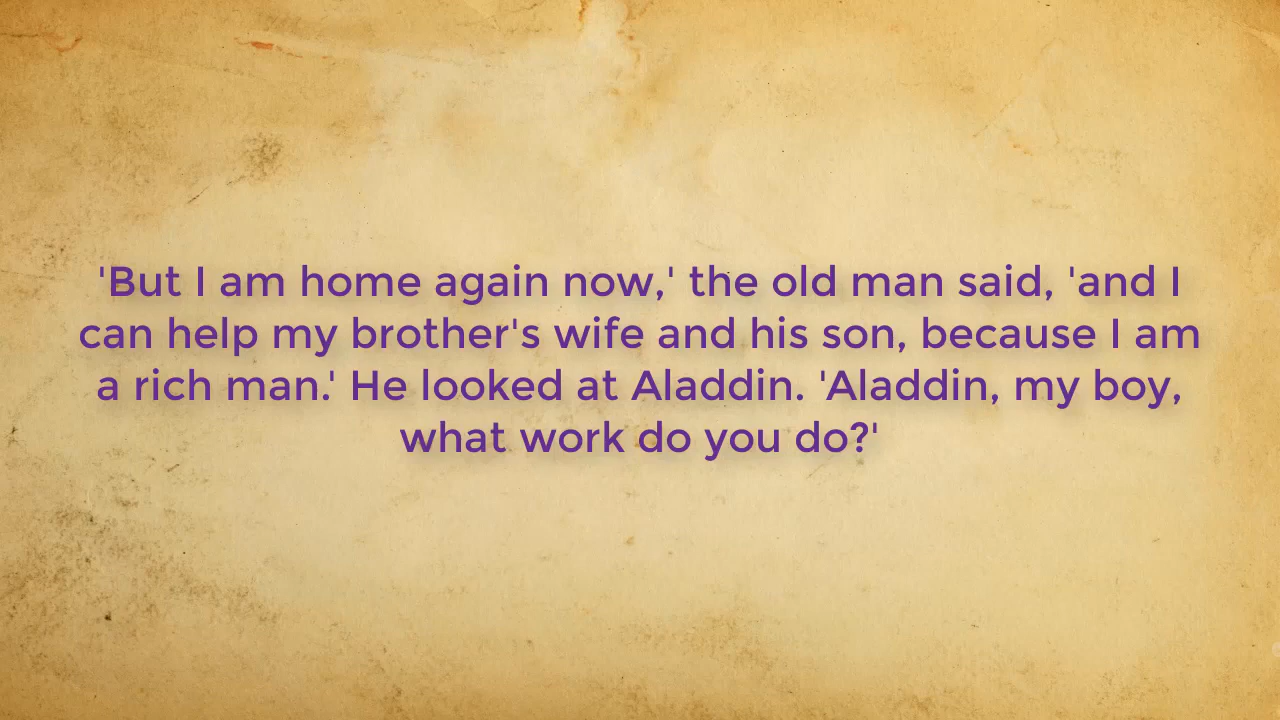 'But I am home again now,' the old man said, 'and I
can help my brother's wife and his son, because I am
a rich man.' He looked at Aladdin. 'Aladdin, my boy,
what work do you do?'